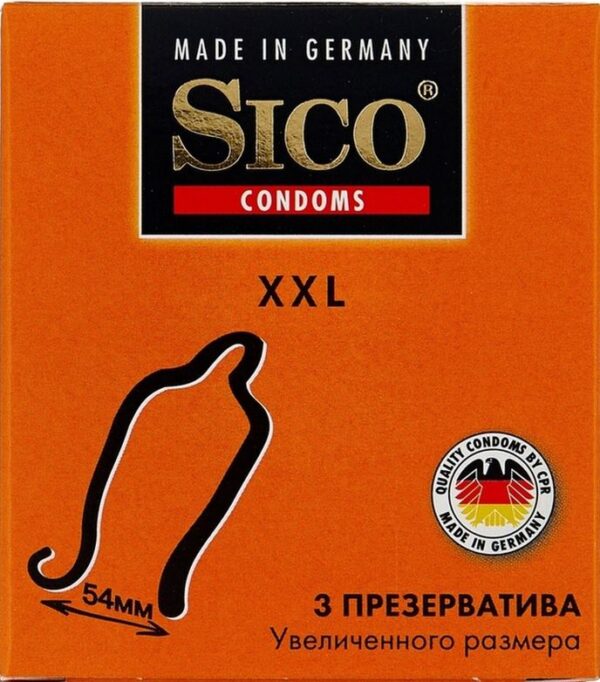 MADE IN GERMANY
SICO®
CONDOMS
XXL
QUALITY CONDOMS BY CPR
MADE IN GERMANY
54мм
3 ПРЕЗЕРВАТИВА
Увеличенного размера